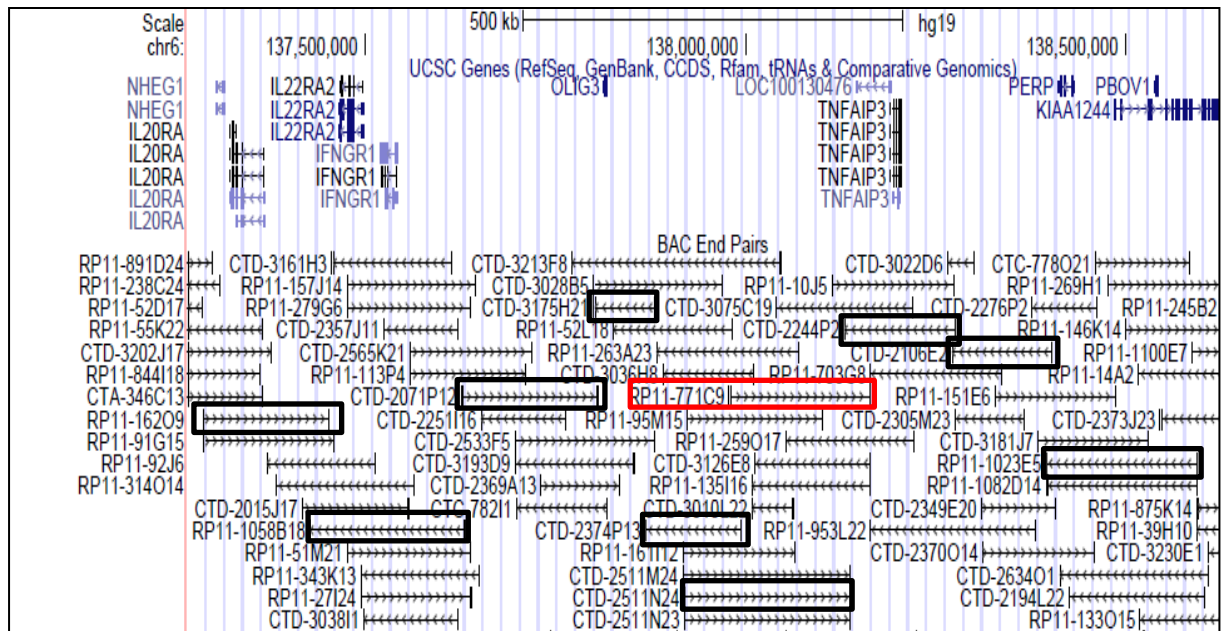 Scale 500 kb hg19
chr6: 137,500,000 138,000,000 138,500,000
UCSC Genes (RefSeq, GenBank, CCDS, Rfam, tRNAs & Comparative Genomics)
NHEG1 IL22RA2 OLIG3 LOC100130476 PERP PBOV1
NHEG1 IL22RA2 TNFAIP3 KIAA1244
IL20RA IL22RA2 TNFAIP3
IL20RA IFNGR1 TNFAIP3
IL20RA IFNGR1 TNFAIP3
IL20RA IFNGR1 TNFAIP3
IL20RA
BAC End Pairs
RP11-891D24 CTD-3161H3 CTD-3213F8 CTD-3022D6 CTC-778O21
RP11-238C24 RP11-157J14 CTD-3028B5 RP11-10J5 RP11-269H1
RP11-52D17 RP11-279G6 CTD-3175H21 CTD-3075C19 CTD-2276P2 RP11-245B2
RP11-55K22 CTD-2357J11 RP11-52L18 CTD-2244P2 RP11-146K14
CTD-3202J17 CTD-2565K21 RP11-263A23 CTD-2106E2 RP11-1100E7
RP11-844I18 RP11-113P4 CTD-3036H8 RP11-703G8 RP11-14A2
CTA-346C13 CTD-2071P12 RP11-771C9 RP11-151E6
RP11-162O9 CTD-2251I16 RP11-95M15 CTD-2305M23 CTD-2373J23
RP11-91G15 CTD-2533F5 RP11-259O17 CTD-3181J7
RP11-92J6 CTD-3193D9 CTD-3126E8 RP11-1023E5
RP11-314O14 CTD-2369A13 RP11-135I16 RP11-1082D14
CTD-2015J17 CTC-782I1 CTD-3010L22 CTD-2349E20 RP11-875K14
RP11-1058B18 CTD-2374P13 RP11-953L22 RP11-39H10
RP11-51M21 RP11-161I12 CTD-2370O14 CTD-3230E1
RP11-343K13 CTD-2511M24 CTD-2634O1
RP11-27I24 CTD-2511N24 CTD-2194L22
CTD-3038I1 CTD-2511N23 RP11-133O15